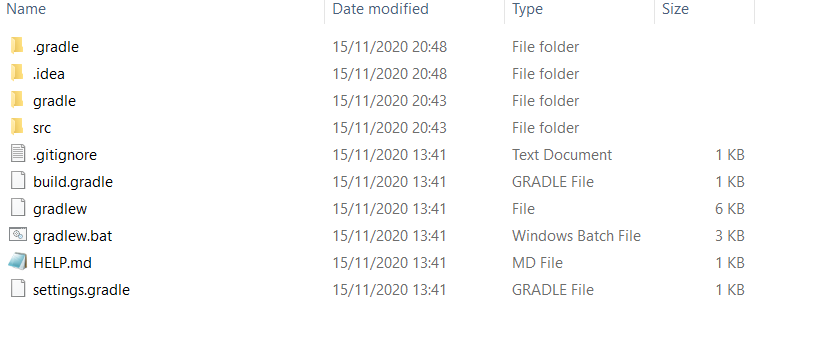 Name Date modified Type Size
.gradle 15/11/2020 20:48 File folder
.idea 15/11/2020 20:48 File folder
gradle 15/11/2020 20:43 File folder
src 15/11/2020 20:43 File folder
.gitignore 15/11/2020 13:41 Text Document 1 KB
build.gradle 15/11/2020 13:41 GRADLE File 1 KB
gradlew 15/11/2020 13:41 File 6 KB
gradlew.bat 15/11/2020 13:41 Windows Batch File 3 KB
HELP.md 15/11/2020 13:41 MD File 1 KB
settings.gradle 15/11/2020 13:41 GRADLE File 1 KB